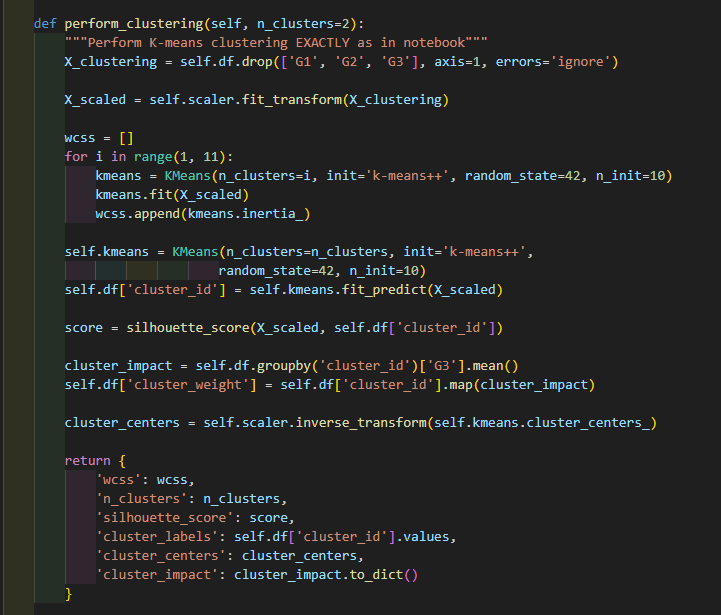 def perform_clustering(self, n_clusters=2):
    """Perform K-means clustering EXACTLY as in notebook"""
    X_clustering = self.df.drop(['G1', 'G2', 'G3'], axis=1, errors='ignore')

    X_scaled = self.scaler.fit_transform(X_clustering)

    wcss = []
    for i in range(1, 11):
        kmeans = KMeans(n_clusters=i, init='k-means++', random_state=42, n_init=10)
        kmeans.fit(X_scaled)
        wcss.append(kmeans.inertia_)

    self.kmeans = KMeans(n_clusters=n_clusters, init='k-means++',
                        random_state=42, n_init=10)
    self.df['cluster_id'] = self.kmeans.fit_predict(X_scaled)

    score = silhouette_score(X_scaled, self.df['cluster_id'])

    cluster_impact = self.df.groupby('cluster_id')['G3'].mean()
    self.df['cluster_weight'] = self.df['cluster_id'].map(cluster_impact)

    cluster_centers = self.scaler.inverse_transform(self.kmeans.cluster_centers_)

    return {
        'wcss': wcss,
        'n_clusters': n_clusters,
        'silhouette_score': score,
        'cluster_labels': self.df['cluster_id'].values,
        'cluster_centers': cluster_centers,
        'cluster_impact': cluster_impact.to_dict()
    }